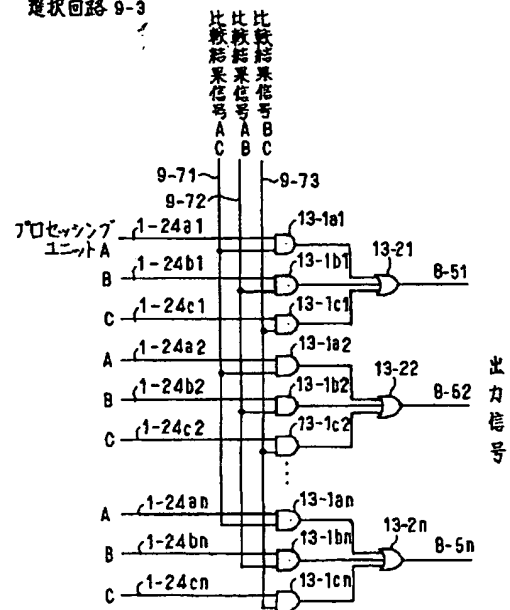 選択回路 9-3
比較結果信号AC
比較結果信号AB
比較結果信号BC
9-71
9-72
9-73
プロセッシング
ユニットA
1-24a1
13-1a1
13-21
8-51
B
1-24b1
13-1b1
C
1-24c1
13-1c1
A
1-24a2
13-1a2
13-22
8-52
B
1-24b2
13-1b2
C
1-24c2
13-1c2
出力信号
A
1-24an
13-1an
13-2n
8-5n
B
1-24bn
13-1bn
C
1-24cn
13-1cn